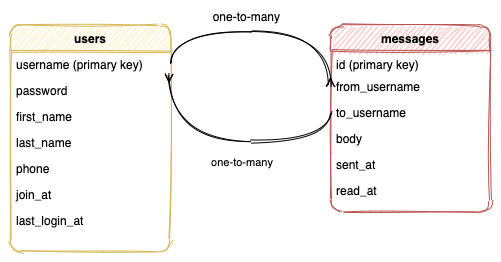 one-to-many
users
username (primary key)
password
first_name
last_name
phone
join_at
last_login_at
messages
id (primary key)
from_username
to_username
body
sent_at
read_at
one-to-many